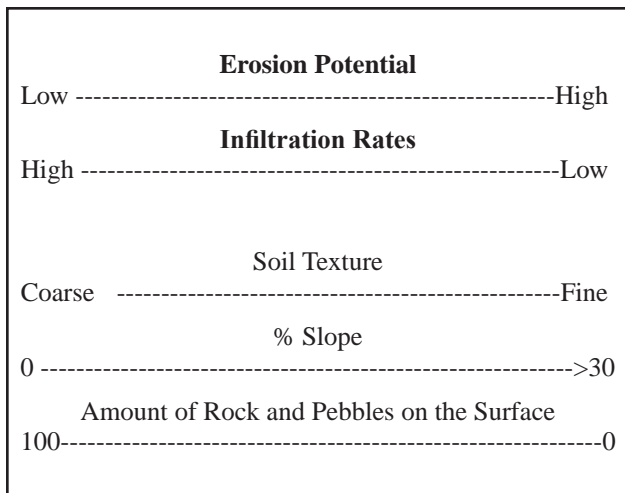 Erosion Potential
Low -----------------------------------------------------High
Infiltration Rates
High -----------------------------------------------------Low
Soil Texture
Coarse -------------------------------------------------Fine
% Slope
0 -----------------------------------------------------------&gt;30
Amount of Rock and Pebbles on the Surface
100------------------------------------------------------------0